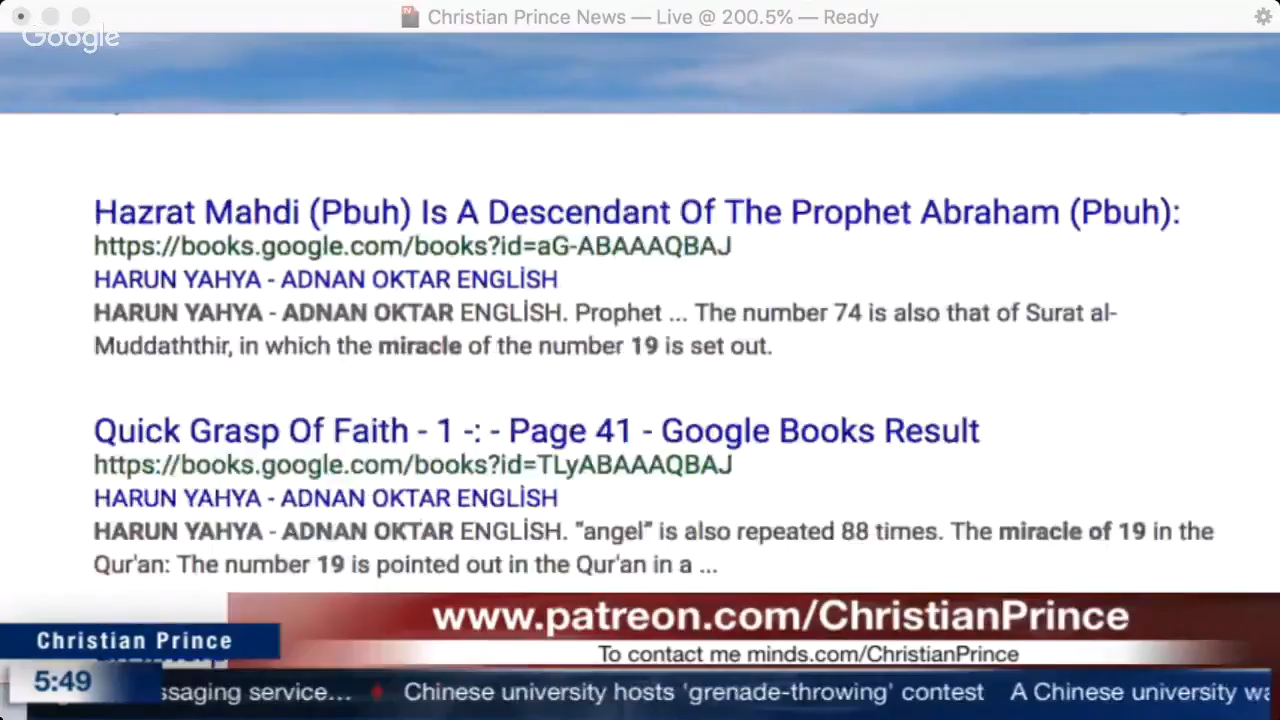 Christian Prince News — Live @ 200.5% — Ready
Google
Hazrat Mahdi (Pbuh) Is A Descendant Of The Prophet Abraham (Pbuh):
https://books.google.com/books?id=aG-ABAAAQBAJ
HARUN YAHYA - ADNAN OKTAR ENGLİSH
HARUN YAHYA - ADNAN OKTAR ENGLİSH. Prophet ... The number 74 is also that of Surat al-
Muddaththir, in which the miracle of the number 19 is set out.
Quick Grasp Of Faith - 1 -: - Page 41 - Google Books Result
https://books.google.com/books?id=TLyABAAAQBAJ
HARUN YAHYA - ADNAN OKTAR ENGLİSH
HARUN YAHYA - ADNAN OKTAR ENGLİSH. "angel" is also repeated 88 times. The miracle of 19 in the
Qur'an: The number 19 is pointed out in the Qur'an in a ...
www.patreon.com/ChristianPrince
Christian Prince
To contact me minds.com/ChristianPrince
5:49
ssaging service... Chinese university hosts 'grenade-throwing' contest A Chinese university wa